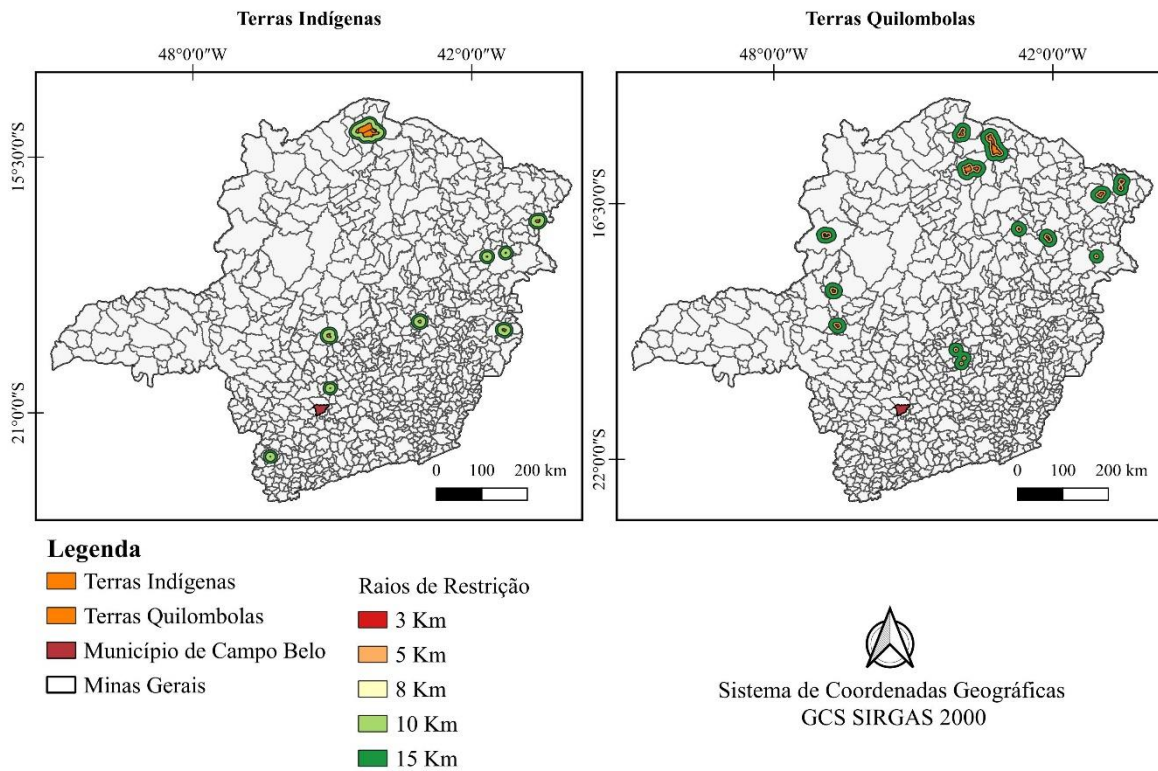 Terras Indígenas
48°0'0"W 42°0'0"W
15°30'0"S
21°0'0"S
0 100 200 km
Terras Quilombolas
48°0'0"W 42°0'0"W
16°30'0"S
22°0'0"S
0 100 200 km
Legenda
Terras Indígenas
Terras Quilombolas
Município de Campo Belo
Minas Gerais
Raios de Restrição
3 Km
5 Km
8 Km
10 Km
15 Km
Sistema de Coordenadas Geográficas
GCS SIRGAS 2000